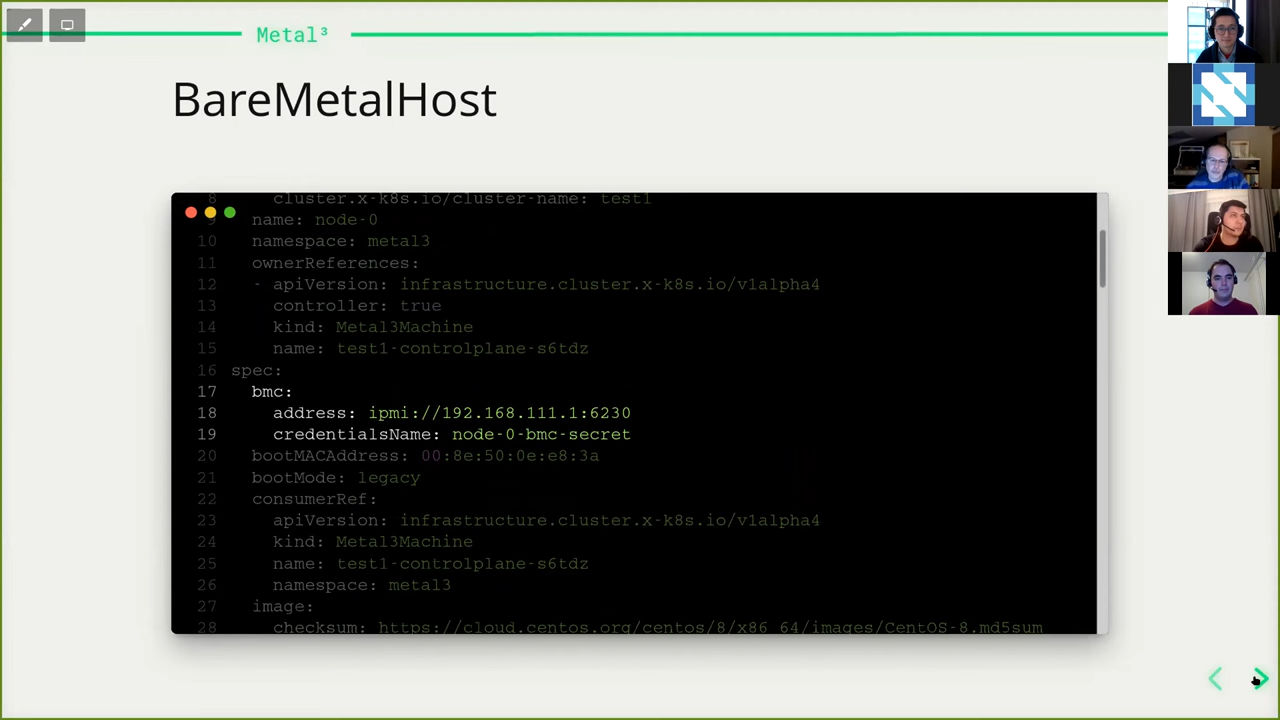 Metal³
BareMetalHost
8 cluster.x-k8s.io/cluster-name: test1
9 name: node-0
10 namespace: metal3
11 ownerReferences:
12 - apiVersion: infrastructure.cluster.x-k8s.io/v1alpha4
13 controller: true
14 kind: Metal3Machine
15 name: test1-controlplane-s6tdz
16 spec:
17 bmc:
18 address: ipmi://192.168.111.1:6230
19 credentialsName: node-0-bmc-secret
20 bootMACAddress: 00:8e:50:0e:e8:3a
21 bootMode: legacy
22 consumerRef:
23 apiVersion: infrastructure.cluster.x-k8s.io/v1alpha4
24 kind: Metal3Machine
25 name: test1-controlplane-s6tdz
26 namespace: metal3
27 image:
28 checksum: https://cloud.centos.org/centos/8/x86_64/images/CentOS-8.md5sum